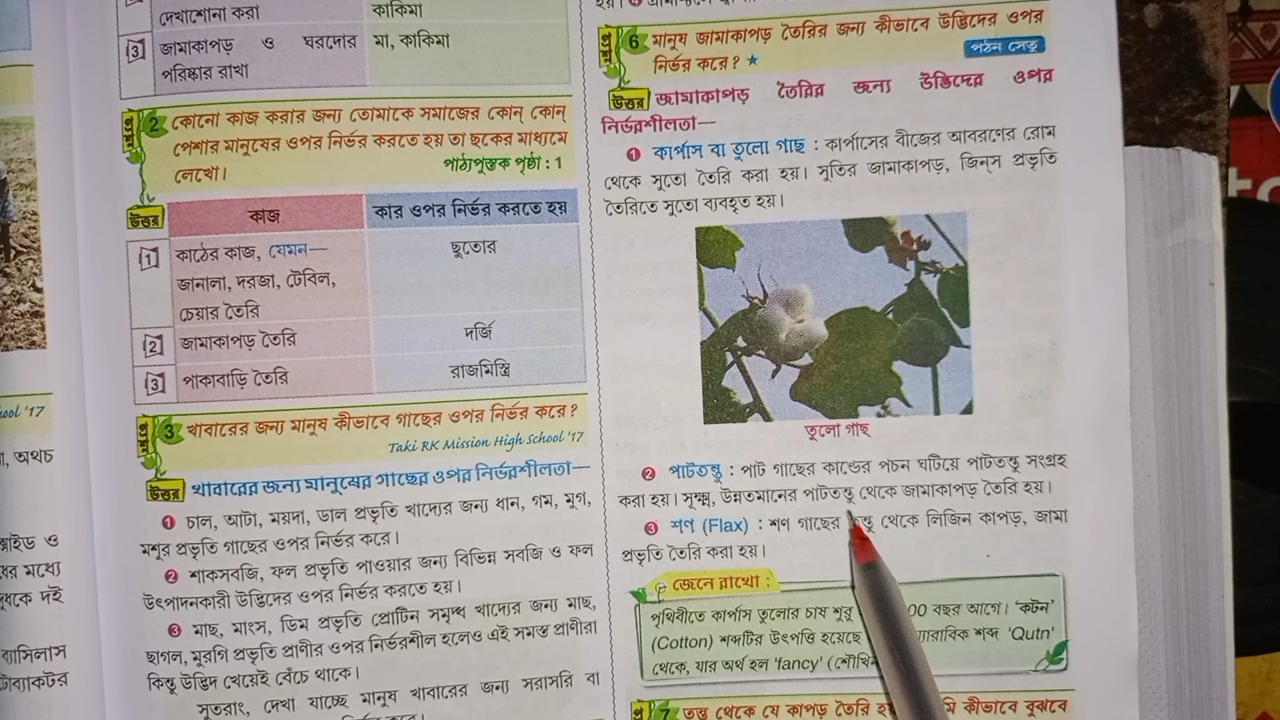 দেখাশোনা করা কাকিমা
3 জামাকাপড় ও ঘরদোর মা, কাকিমা
পরিষ্কার রাখা
2 কোনো কাজ করার জন্য তোমাকে সমাজের কোন্ কোন্
পেশার মানুষের ওপর নির্ভর করতে হয় তা ছকের মাধ্যমে
লেখো। পাঠ্যপুস্তক পৃষ্ঠা : 1
উত্তর কাজ কার ওপর নির্ভর করতে হয়
1 কাঠের কাজ, যেমন— ছুতোর
জানালা, দরজা, টেবিল,
চেয়ার তৈরি
2 জামাকাপড় তৈরি দর্জি
3 পাকাবাড়ি তৈরি রাজমিস্ত্রি
প্রশ্ন 3 খাবারের জন্য মানুষ কীভাবে গাছের ওপর নির্ভর করে?
Taki RK Mission High School '17
উত্তর খাবারের জন্য মানুষের গাছের ওপর নির্ভরশীলতা—
1 চাল, আটা, ময়দা, ডাল প্রভৃতি খাদ্যের জন্য ধান, গম, মুগ,
মশুর প্রভৃতি গাছের ওপর নির্ভর করে।
2 শাকসবজি, ফল প্রভৃতি পাওয়ার জন্য বিভিন্ন সবজি ও ফল
উৎপাদনকারী উদ্ভিদের ওপর নির্ভর করতে হয়।
3 মাছ, মাংস, ডিম প্রভৃতি প্রোটিন সমৃদ্ধ খাদ্যের জন্য মাছ,
ছাগল, মুরগি প্রভৃতি প্রাণীর ওপর নির্ভরশীল হলেও এই সমস্ত প্রাণীরা
কিন্তু উদ্ভিদ খেয়েই বেঁচে থাকে।
সুতরাং, দেখা যাচ্ছে মানুষ খাবারের জন্য সরাসরি বা
প্রশ্ন 6 মানুষ জামাকাপড় তৈরির জন্য কীভাবে উদ্ভিদের ওপর
নির্ভর করে? ★ পঠন সেতু
উত্তর জামাকাপড় তৈরির জন্য উদ্ভিদের ওপর
নির্ভরশীলতা—
1 কার্পাস বা তুলো গাছ : কার্পাসের বীজের আবরণের রোম
থেকে সুতো তৈরি করা হয়। সুতির জামাকাপড়, জিন্‌স প্রভৃতি
তৈরিতে সুতো ব্যবহৃত হয়।
তুলো গাছ
2 পাটতন্তু : পাট গাছের কান্ডের পচন ঘটিয়ে পাটতন্তু সংগ্রহ
করা হয়। সূক্ষ্ম, উন্নতমানের পাটতন্তু থেকে জামাকাপড় তৈরি হয়।
3 শণ (Flax) : শণ গাছের থেকে লিজিন কাপড়, জামা
প্রভৃতি তৈরি করা হয়।
জেনে রাখো :
পৃথিবীতে কার্পাস তুলোর চাষ শুরু 00 বছর আগে। 'কটন'
(Cotton) শব্দটির উৎপত্তি হয়েছে শব্দ 'Qutn'
থেকে, যার অর্থ হল 'fancy'
7 তন্তু থেকে যে কাপড় তৈরি কীভাবে বুঝবে
ool '17
অথচ
ও
মধ্যে
দই